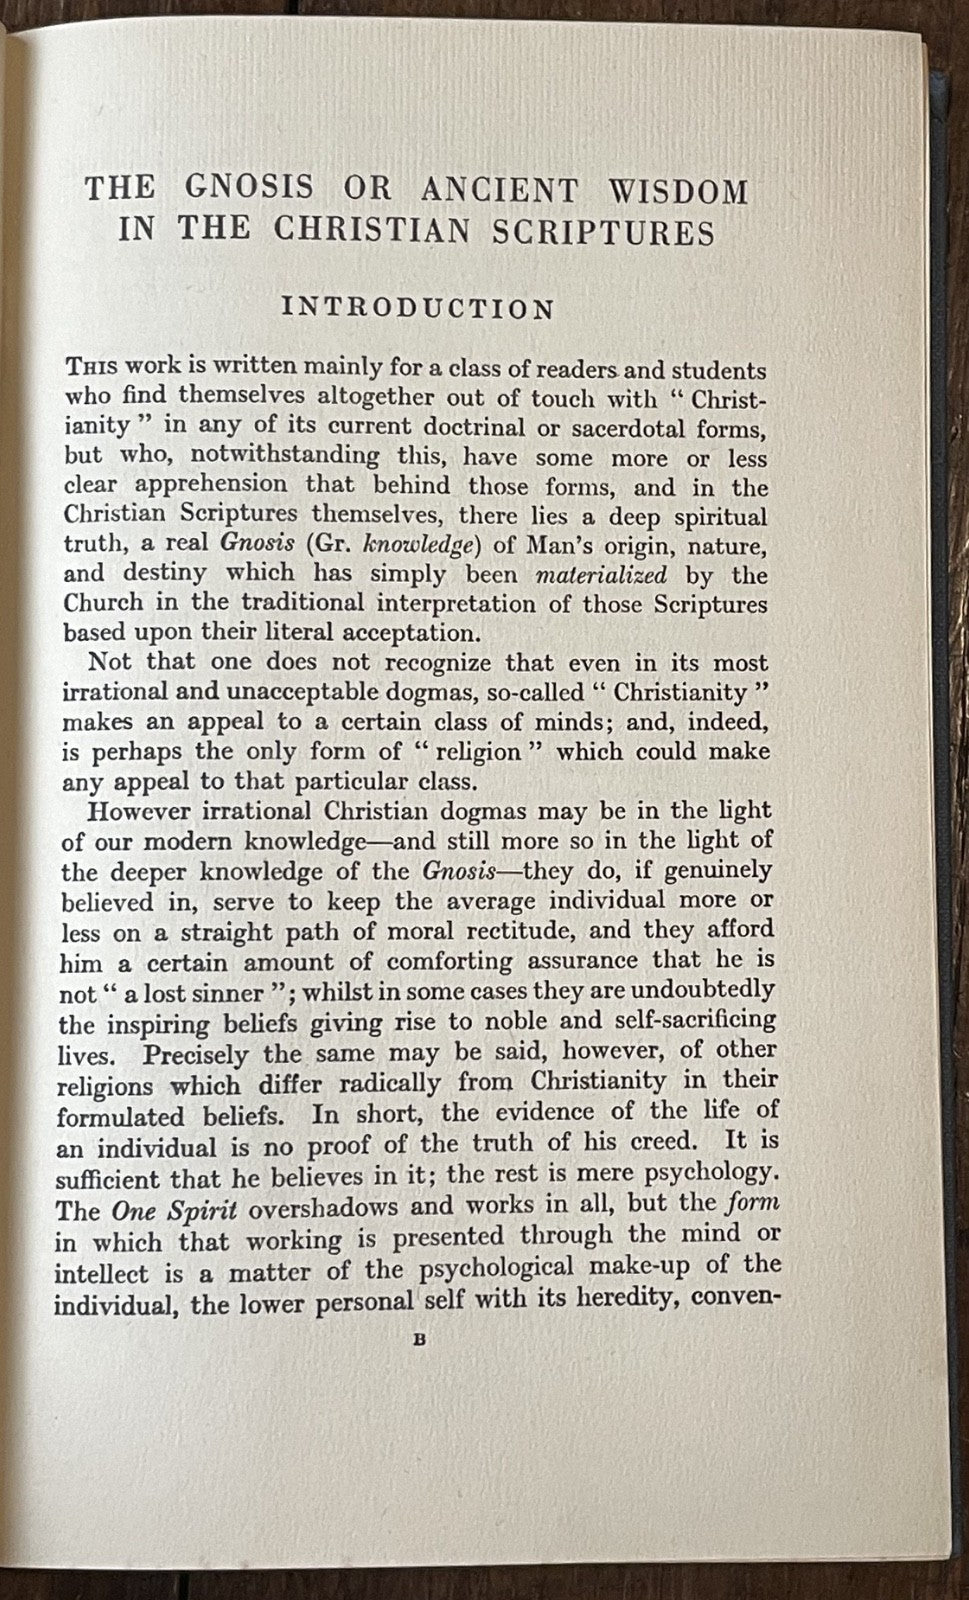 THE GNOSIS OR ANCIENT WISDOM
IN THE CHRISTIAN SCRIPTURES
INTRODUCTION
THIS work is written mainly for a class of readers and students
who find themselves altogether out of touch with “ Christ-
ianity ” in any of its current doctrinal or sacerdotal forms,
but who, notwithstanding this, have some more or less
clear apprehension that behind those forms, and in the
Christian Scriptures themselves, there lies a deep spiritual
truth, a real Gnosis (Gr. knowledge) of Man’s origin, nature,
and destiny which has simply been materialized by the
Church in the traditional interpretation of those Scriptures
based upon their literal acceptation.
Not that one does not recognize that even in its most
irrational and unacceptable dogmas, so-called “ Christianity ”
makes an appeal to a certain class of minds; and, indeed,
is perhaps the only form of “ religion ” which could make
any appeal to that particular class.
However irrational Christian dogmas may be in the light
of our modern knowledge—and still more so in the light of
the deeper knowledge of the Gnosis—they do, if genuinely
believed in, serve to keep the average individual more or
less on a straight path of moral rectitude, and they afford
him a certain amount of comforting assurance that he is
not “ a lost sinner ”; whilst in some cases they are undoubtedly
the inspiring beliefs giving rise to noble and self-sacrificing
lives. Precisely the same may be said, however, of other
religions which differ radically from Christianity in their
formulated beliefs. In short, the evidence of the life of
an individual is no proof of the truth of his creed. It is
sufficient that he believes in it; the rest is mere psychology.
The One Spirit overshadows and works in all, but the form
in which that working is presented through the mind or
intellect is a matter of the psychological make-up of the
individual, the lower personal self with its heredity, conven-
B